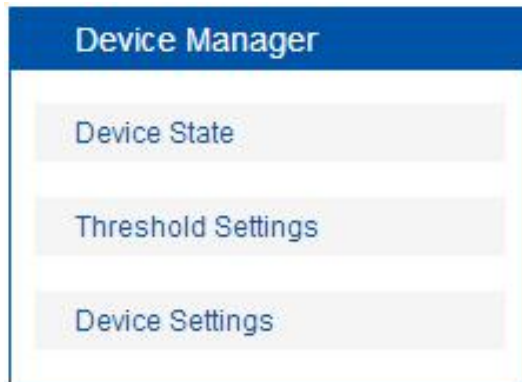 Device Manager
Device State
Threshold Settings
Device Settings